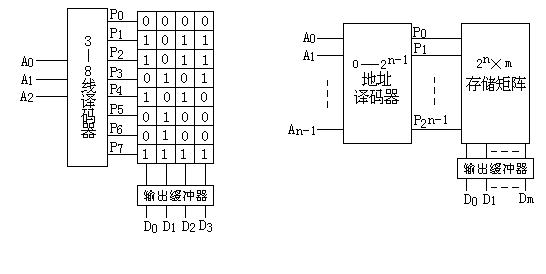 P0 0 0 0 0
P1 1 0 1 1
A0 P2 1 0 1 1
A1 P3 0 1 0 1
A2 P4 1 0 1 0
P5 0 1 0 0
P6 0 1 0 0
P7 1 1 1 1
3—8线译码器
输出缓冲器
D0 D1 D2 D3
A0 P0
A1 P1
An-1 P2n-1
0—2n-1
地址
译码器
2n×m
存储矩阵
输出缓冲器
D0 D1 Dm